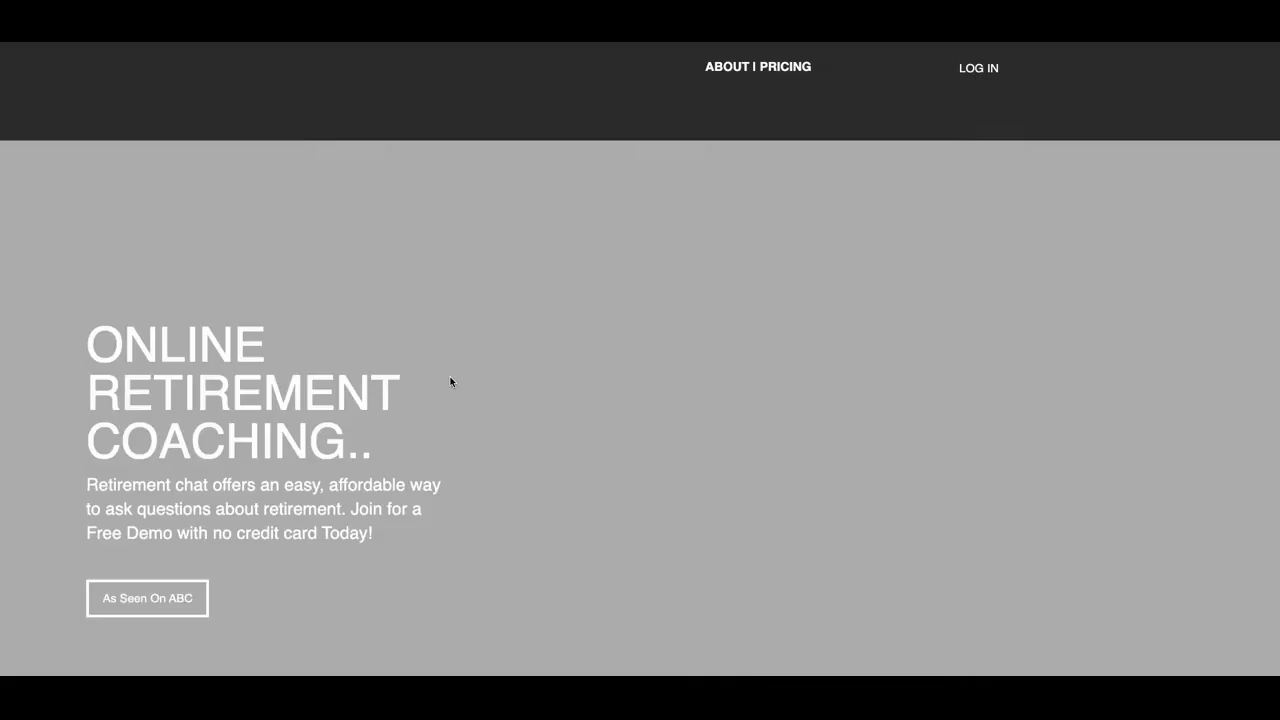 ABOUT | PRICING
LOG IN
ONLINE
RETIREMENT
COACHING..
Retirement chat offers an easy, affordable way
to ask questions about retirement. Join for a
Free Demo with no credit card Today!
As Seen On ABC